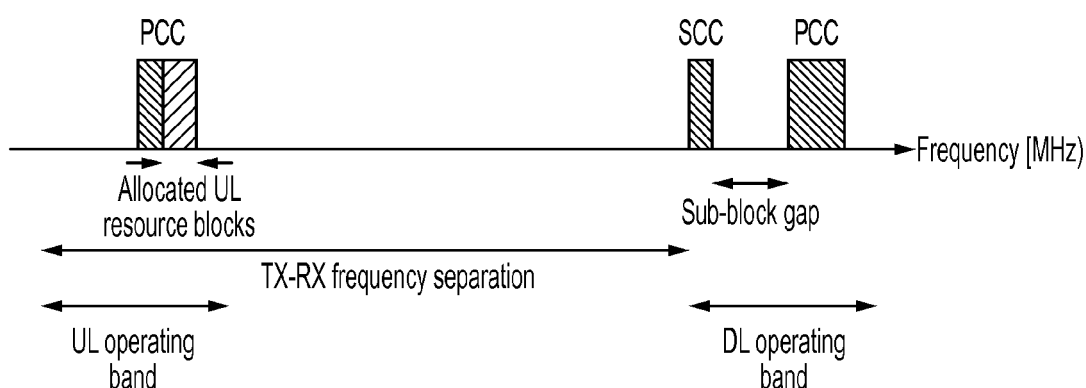 PCC
SCC
PCC
Frequency [MHz)
Allocated UL
resource blocks
Sub-block gap
TX-RX frequency separation
UL operating
band
DL operating
band